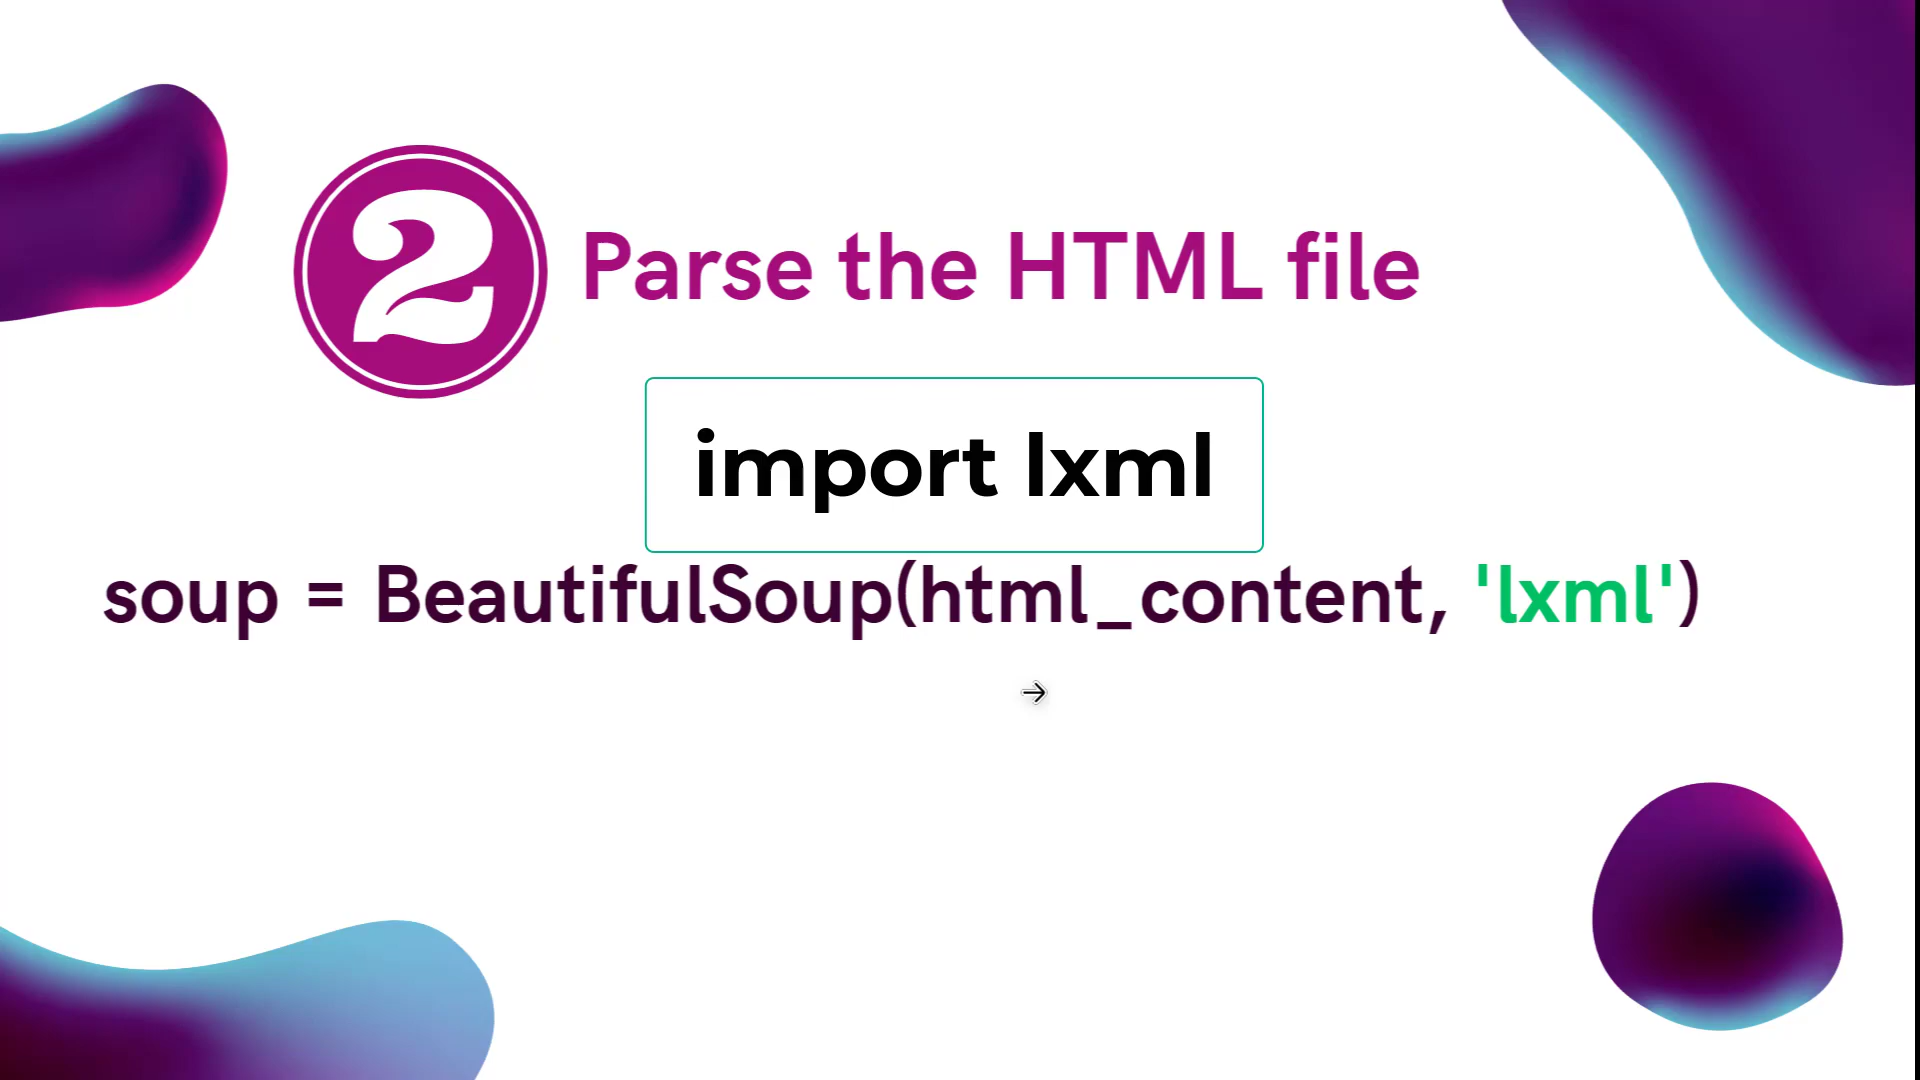 2 Parse the HTML file
import lxml
soup = BeautifulSoup(html_content, 'lxml')